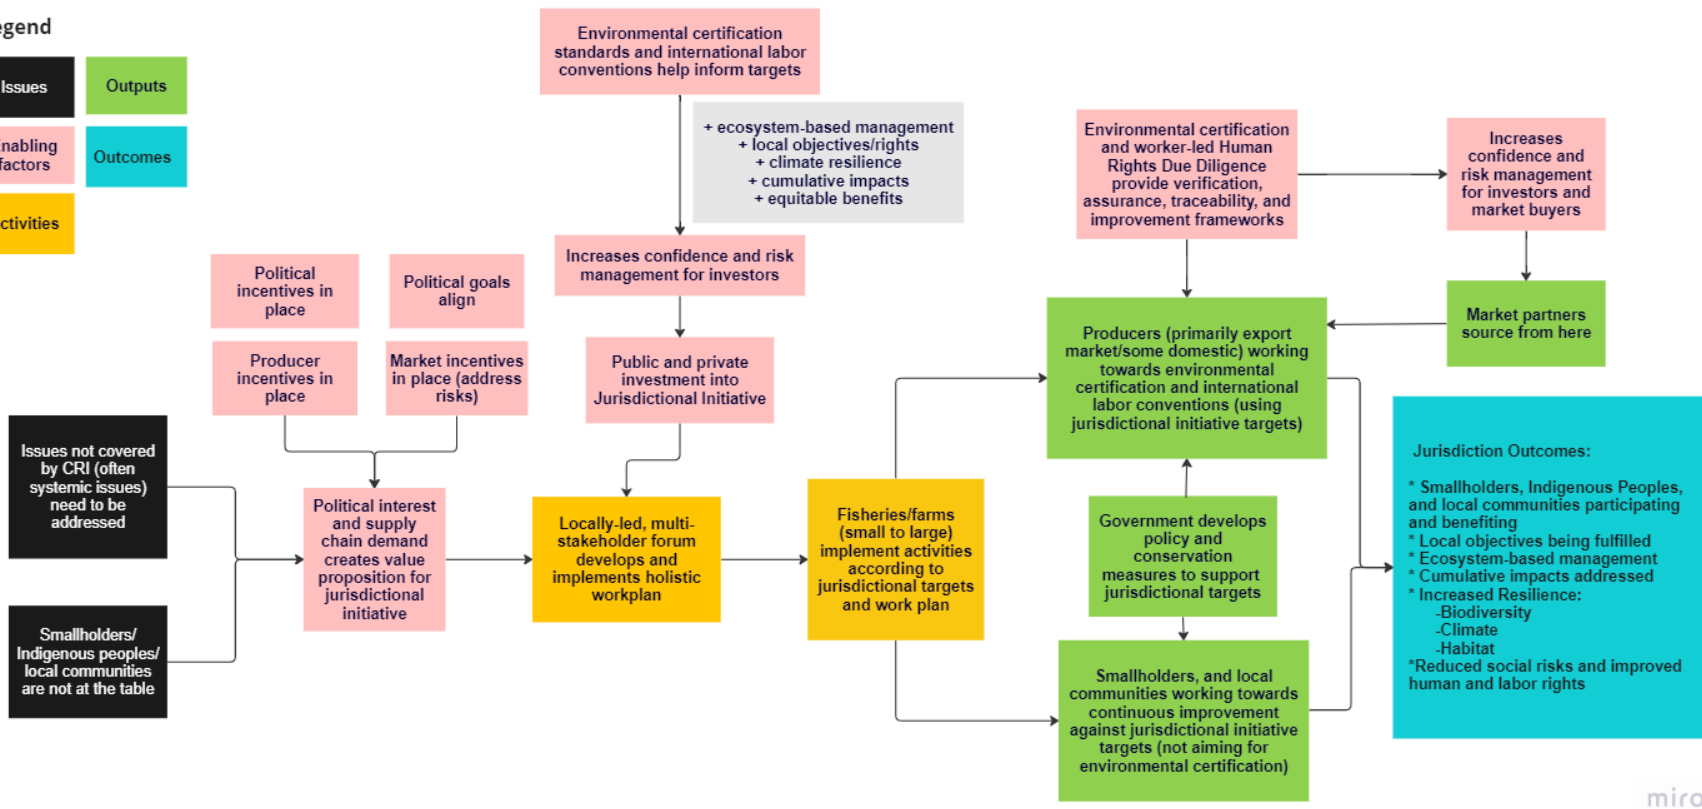 egend
Issues
Outputs
nabling
factors
Outcomes
ctivities
Environmental certification
standards and international labor
conventions help inform targets
+ ecosystem-based management
+ local objectives/rights
+ climate resilience
+ cumulative impacts
+ equitable benefits
Increases confidence and risk
management for investors
Public and private
investment into
Jurisdictional Initiative
Political
incentives in
place
Political goals
align
Producer
incentives in
place
Market incentives
in place (address
risks)
Issues not covered
by CRI (often
systemic issues)
need to be
addressed
Smallholders/
Indigenous peoples/
local communities
are not at the table
Political interest
and supply
chain demand
creates value
proposition for
jurisdictional
initiative
Locally-led, multi-
stakeholder forum
develops and
implements holistic
workplan
Fisheries/farms
(small to large)
implement activities
according to
jurisdictional targets
and work plan
Environmental certification
and worker-led Human
Rights Due Diligence
provide verification,
assurance, traceability, and
improvement frameworks
Increases
confidence and
risk management
for investors and
market buyers
Market partners
source from here
Producers (primarily export
market/some domestic) working
towards environmental
certification and international
labor conventions (using
jurisdictional initiative targets)
Government develops
policy and
conservation
measures to support
jurisdictional targets
Smallholders, and local
communities working towards
continuous improvement
against jurisdictional initiative
targets (not aiming for
environmental certification)
Jurisdiction Outcomes:
* Smallholders, Indigenous Peoples,
and local communities participating
and benefiting
* Local objectives being fulfilled
* Ecosystem-based management
* Cumulative impacts addressed
* Increased Resilience:
-Biodiversity
-Climate
-Habitat
*Reduced social risks and improved
human and labor rights
miro